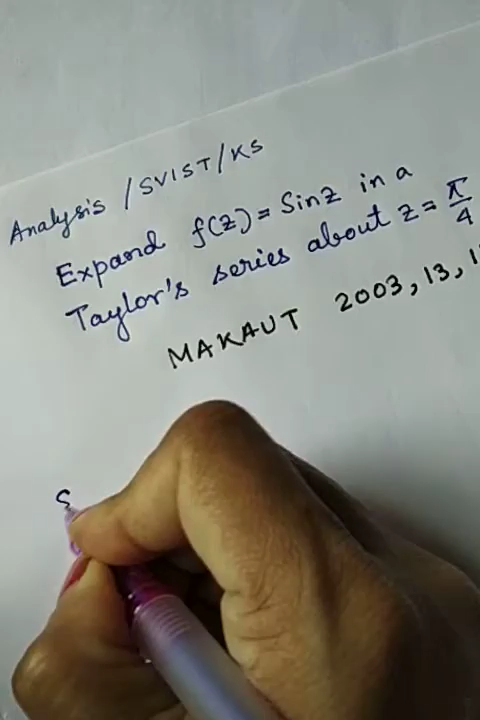 Analysis / SVIST / KS
Expand f(z) = Sinz in a
Taylor's series about z = π/4
MAKAUT 2003, 13,
S